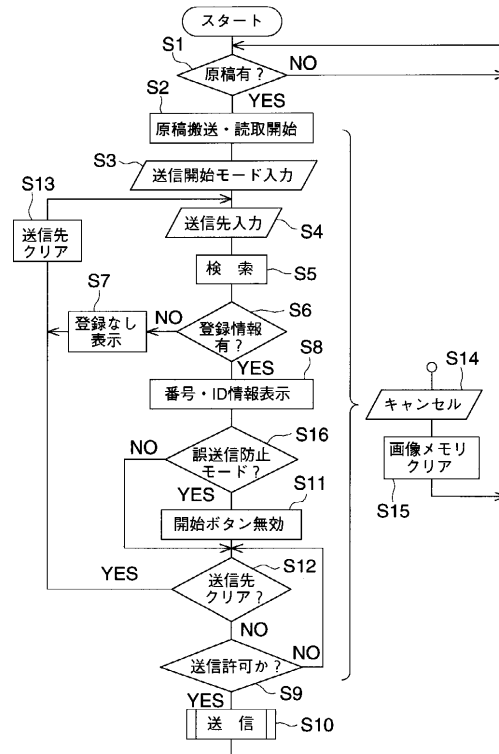 スタート
S1
原稿有？
NO
YES
S2
原稿搬送・読取開始
S3
送信開始モード入力
S13
送信先
クリア
送信先入力
S4
検 索
S5
S7
登録なし
表示
NO
S6
登録情報
有？
YES
S8
番号・ID情報表示
S14
キャンセル
画像メモリ
クリア
S15
S16
NO
誤送信防止
モード？
YES
S11
開始ボタン無効
YES
S12
送信先
クリア？
NO
送信許可か？
NO
S9
YES
送 信
S10